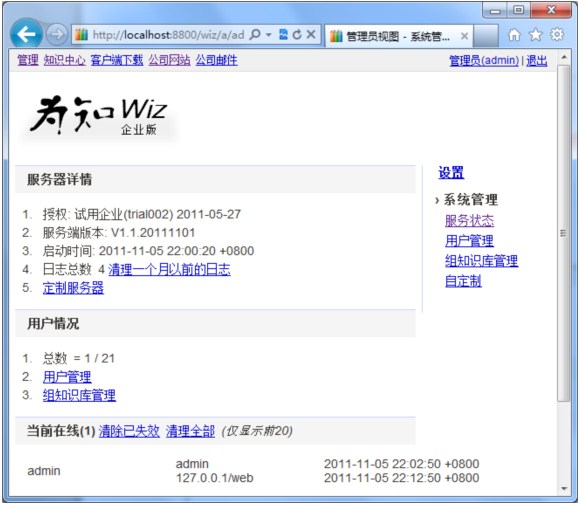 http://localhost:8800/wiz/a/ad
管理员视图 - 系统管...
管理 知识中心 客户端下载 公司网站 公司邮件
管理员(admin) | 退出
为知Wiz
企业版
服务器详情
1. 授权: 试用企业(trial002) 2011-05-27
2. 服务端版本: V1.1.20111101
3. 启动时间: 2011-11-05 22:00:20 +0800
4. 日志总数 4 清理一个月以前的日志
5. 定制服务器
用户情况
1. 总数 = 1 / 21
2. 用户管理
3. 组知识库管理
当前在线(1) 清除已失效 清理全部 (仅显示前20)
admin admin 2011-11-05 22:02:50 +0800
127.0.0.1/web 2011-11-05 22:12:50 +0800
设置
› 系统管理
服务状态
用户管理
组知识库管理
自定制